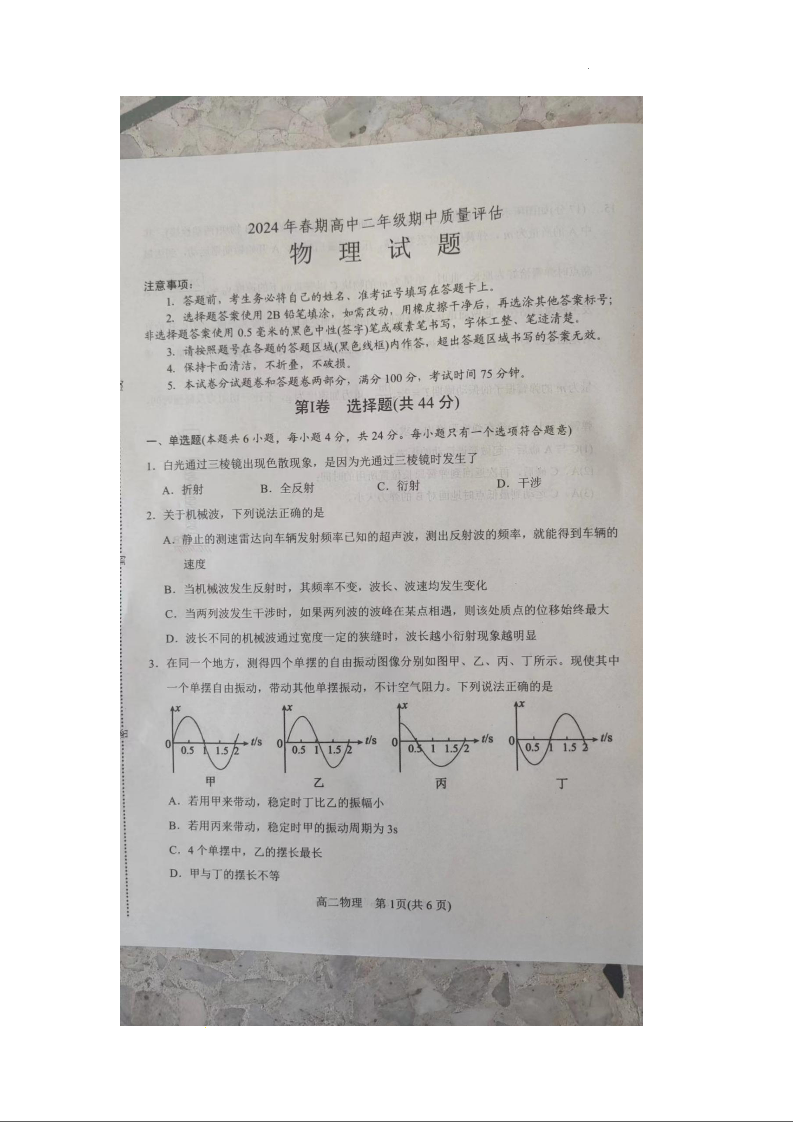 2024 年春期高中二年级期中质量评估
物 理 试 题
注意事项：
1. 答题前，考生务必将自己的姓名、准考证号填写在答题卡上。
2. 选择题答案使用 2B 铅笔填涂，如需改动，用橡皮擦干净后，再选涂其他答案标号；
非选择题答案使用 0.5 毫米的黑色中性(签字)笔或碳素笔书写，字体工整、笔迹清楚。
3. 请按照题号在各题的答题区域(黑色线框)内作答，超出答题区域书写的答案无效。
4. 保持卡面清洁，不折叠，不破损。
5. 本试卷分试题卷和答题卷两部分，满分 100 分，考试时间 75 分钟。
第I卷 选择题(共 44 分)
一、单选题(本题共 6 小题，每小题 4 分，共 24 分。每小题只有一个选项符合题意)
1. 白光通过三棱镜出现色散现象，是因为光通过三棱镜时发生了
A. 折射 B. 全反射 C. 衍射 D. 干涉
2. 关于机械波，下列说法正确的是
A. 静止的测速雷达向车辆发射频率已知的超声波，测出反射波的频率，就能得到车辆的
速度
B. 当机械波发生反射时，其频率不变，波长、波速均发生变化
C. 当两列波发生干涉时，如果两列波的波峰在某点相遇，则该处质点的位移始终最大
D. 波长不同的机械波通过宽度一定的狭缝时，波长越小衍射现象越明显
3. 在同一个地方，测得四个单摆的自由振动图像分别如图甲、乙、丙、丁所示。现使其中
一个单摆自由振动，带动其他单摆振动，不计空气阻力。下列说法正确的是
x x x x
0 0.5 1 1.5 2 t/s 0 0.5 1 1.5 2 t/s 0 0.5 1 1.5 2 t/s 0 0.5 1 1.5 2 t/s
甲 乙 丙 丁
A. 若用甲来带动，稳定时丁比乙的振幅小
B. 若用丙来带动，稳定时甲的振动周期为 3s
C. 4 个单摆中，乙的摆长最长
D. 甲与丁的摆长不等
高二物理 第 1页(共 6 页)